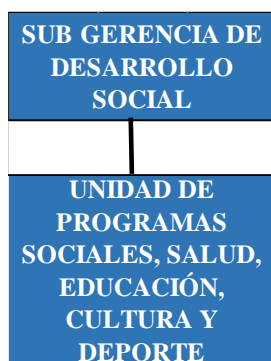 SUB GERENCIA DE
DESARROLLO
SOCIAL
UNIDAD DE
PROGRAMAS
SOCIALES, SALUD,
EDUCACIÓN,
CULTURA Y
DEPORTE